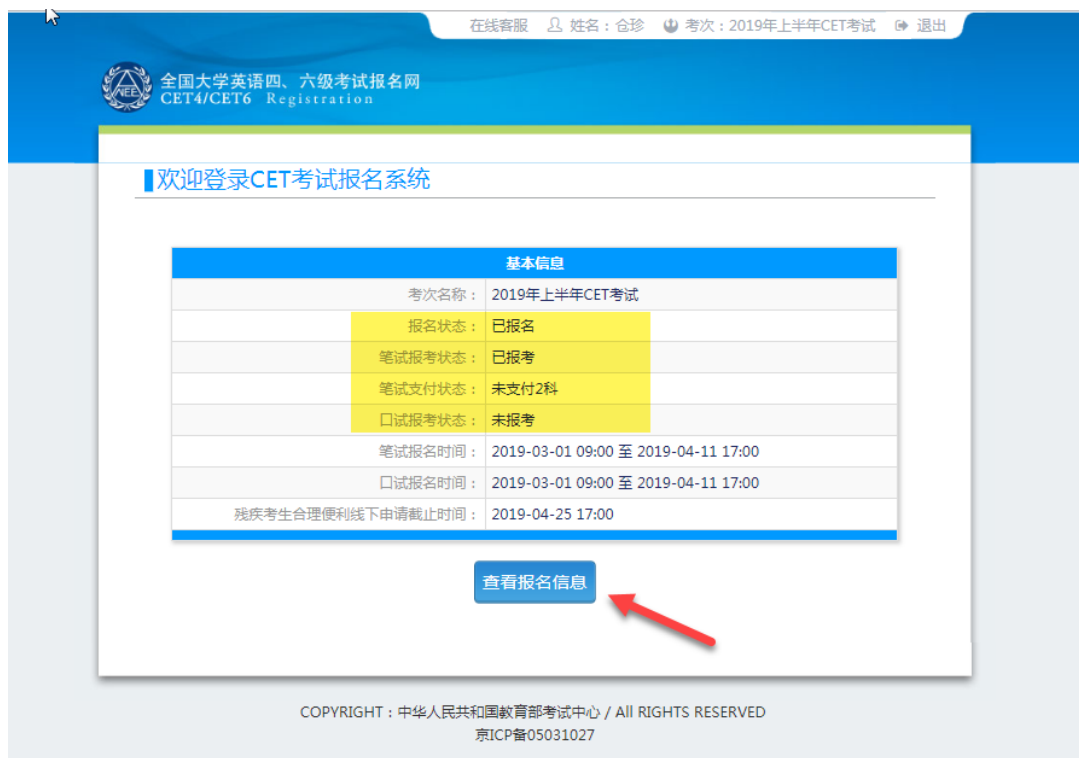 在线客服 姓名：仓珍 考次：2019年上半年CET考试 退出
全国大学英语四、六级考试报名网
NEE
CET4/CET6 Registration
欢迎登录CET考试报名系统
基本信息
考次名称： 2019年上半年CET考试
报名状态： 已报名
笔试报考状态： 已报考
笔试支付状态： 未支付2科
口试报考状态： 未报考
笔试报名时间： 2019-03-01 09:00 至 2019-04-11 17:00
口试报名时间： 2019-03-01 09:00 至 2019-04-11 17:00
残疾考生合理便利线下申请截止时间： 2019-04-25 17:00
查看报名信息
COPYRIGHT：中华人民共和国教育部考试中心 / All RIGHTS RESERVED
京ICP备05031027